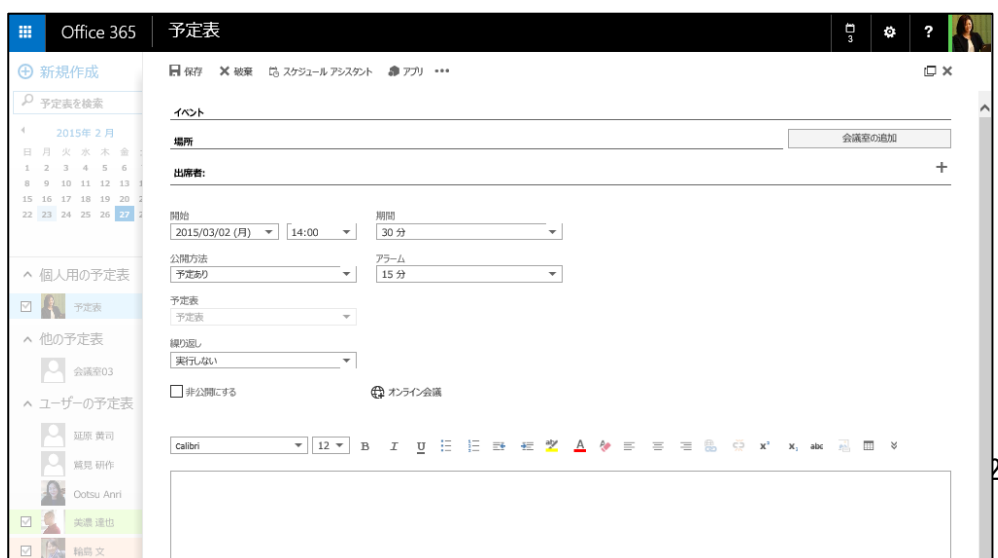 Office 365 予定表 3 ?
新規作成
保存 破棄 スケジュール アシスタント アプリ •••
予定表を検索
イベント
2015年 2 月
場所 会議室の追加
日 月 火 水 木 金
1 2 3 4 5 6
出席者:
8 9 10 11 12 13
15 16 17 18 19 20
22 23 24 25 26 27
開始 期間
2015/03/02 (月) 14:00 30 分
公開方法 アラーム
個人用の予定表
予定あり 15 分
予定表
予定表
予定表
他の予定表
繰り返し
実行しない
会議室03
非公開にする オンライン会議
ユーザーの予定表
延原 黄司
Calibri 12 B I U aby A x² x₂ abc
鷲見 研作
2
Ootsu Anri
美濃 達也
輪島 文